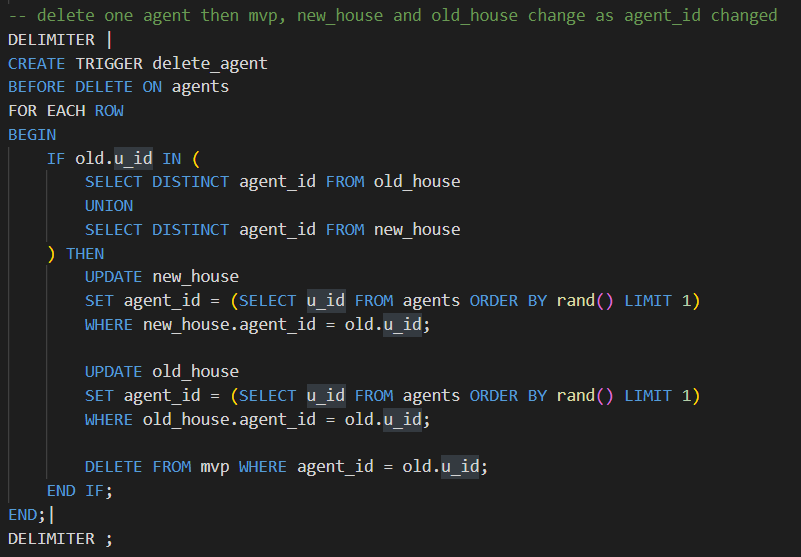 -- delete one agent then mvp, new_house and old_house change as agent_id changed
DELIMITER |
CREATE TRIGGER delete_agent
BEFORE DELETE ON agents
FOR EACH ROW
BEGIN
    IF old.u_id IN (
        SELECT DISTINCT agent_id FROM old_house
        UNION
        SELECT DISTINCT agent_id FROM new_house
    ) THEN
        UPDATE new_house
        SET agent_id = (SELECT u_id FROM agents ORDER BY rand() LIMIT 1)
        WHERE new_house.agent_id = old.u_id;

        UPDATE old_house
        SET agent_id = (SELECT u_id FROM agents ORDER BY rand() LIMIT 1)
        WHERE old_house.agent_id = old.u_id;

        DELETE FROM mvp WHERE agent_id = old.u_id;
    END IF;
END;|
DELIMITER ;